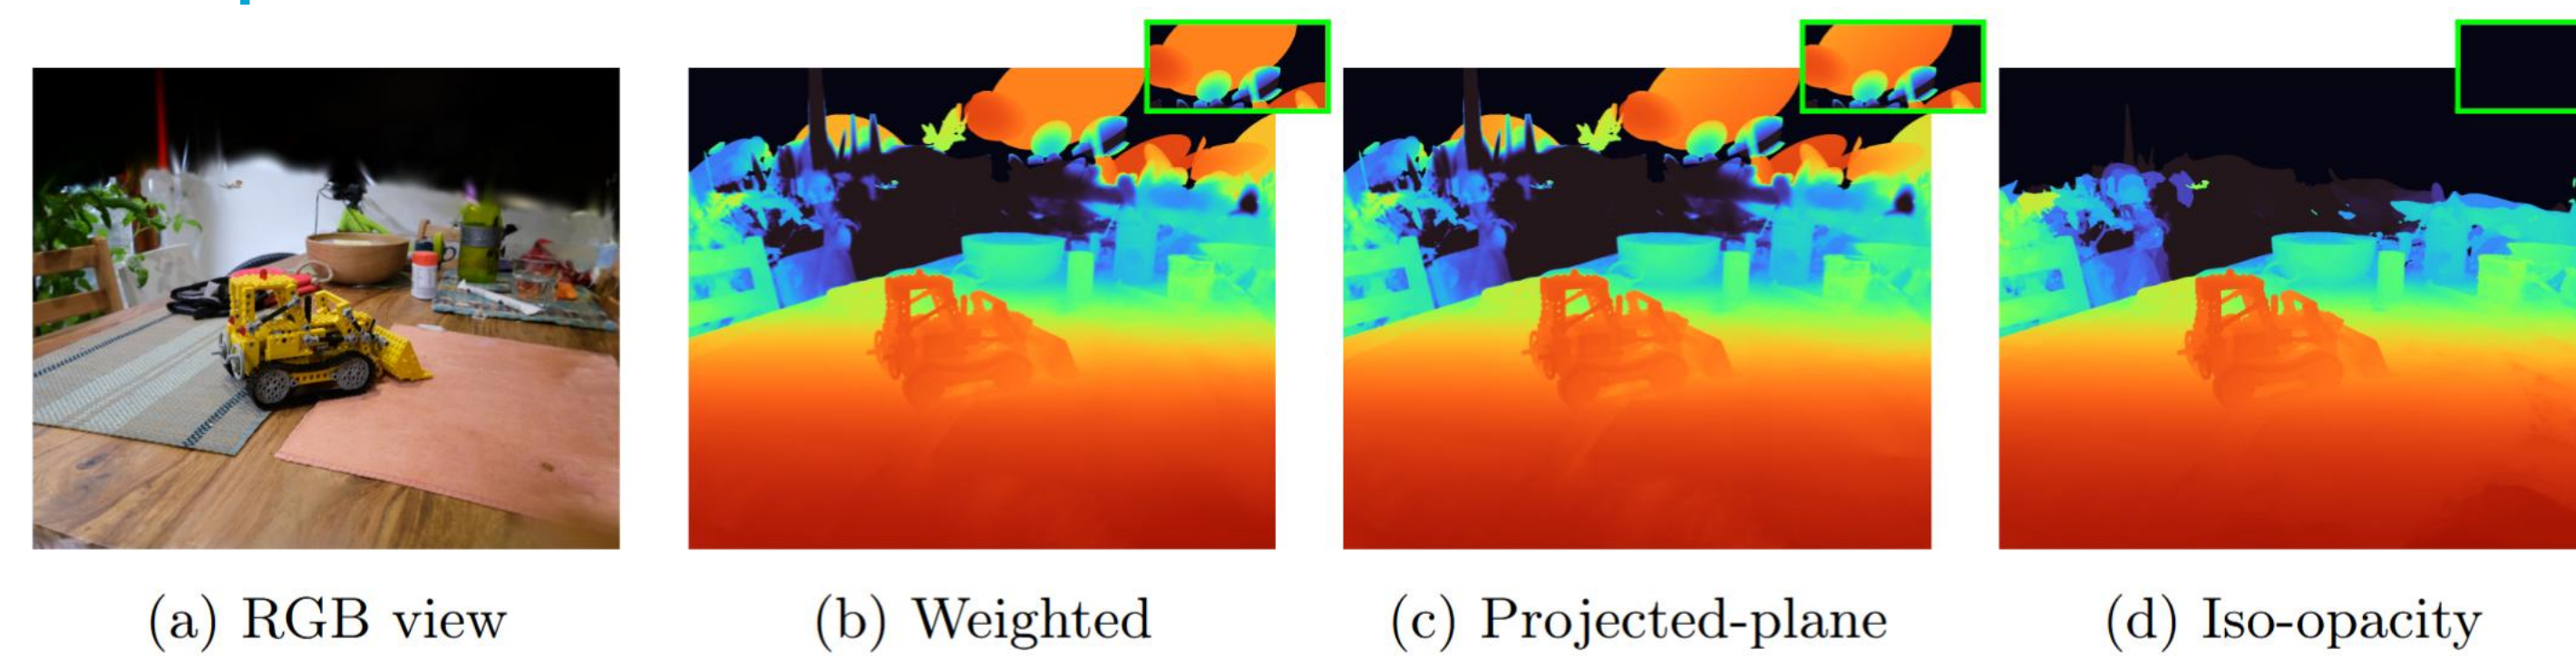 (a) RGB view
(b) Weighted
(c) Projected-plane
(d) Iso-opacity